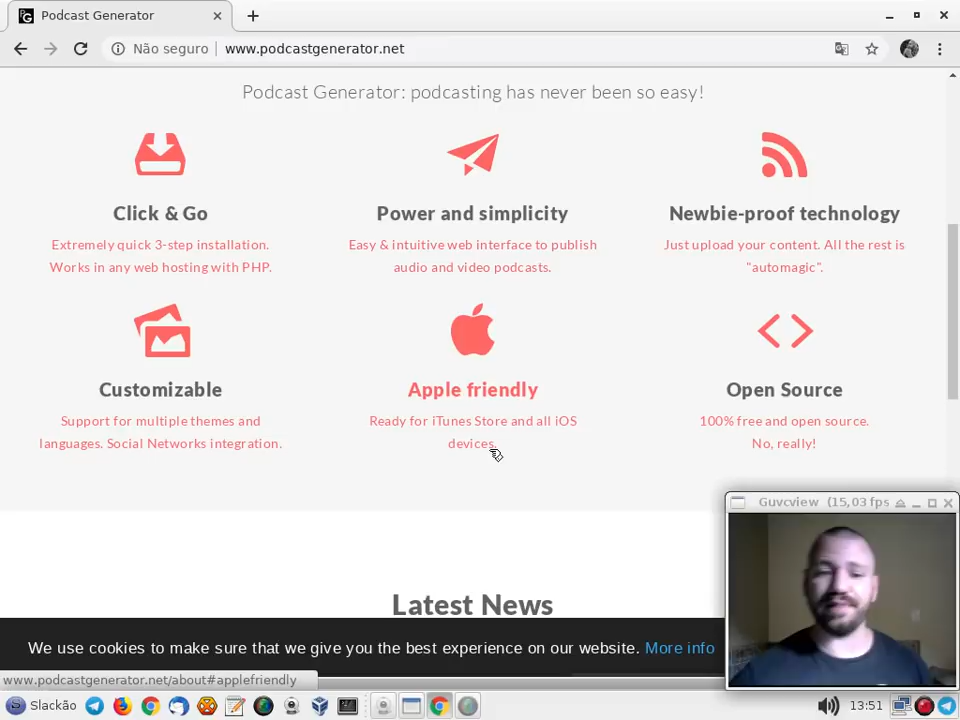 Podcast Generator
Não seguro
www.podcastgenerator.net
Podcast Generator: podcasting has never been so easy!
Click & Go
Extremely quick 3-step installation.
Works in any web hosting with PHP.
Power and simplicity
Easy & intuitive web interface to publish
audio and video podcasts.
Newbie-proof technology
Just upload your content. All the rest is
"automagic".
Customizable
Support for multiple themes and
languages. Social Networks integration.
Apple friendly
Ready for iTunes Store and all iOS
devices.
Open Source
100% free and open source.
No, really!
Guvcview (15,03 fps
Latest News
We use cookies to make sure that we give you the best experience on our website. More info
www.podcastgenerator.net/about#applefriendly
Slackão
13:51